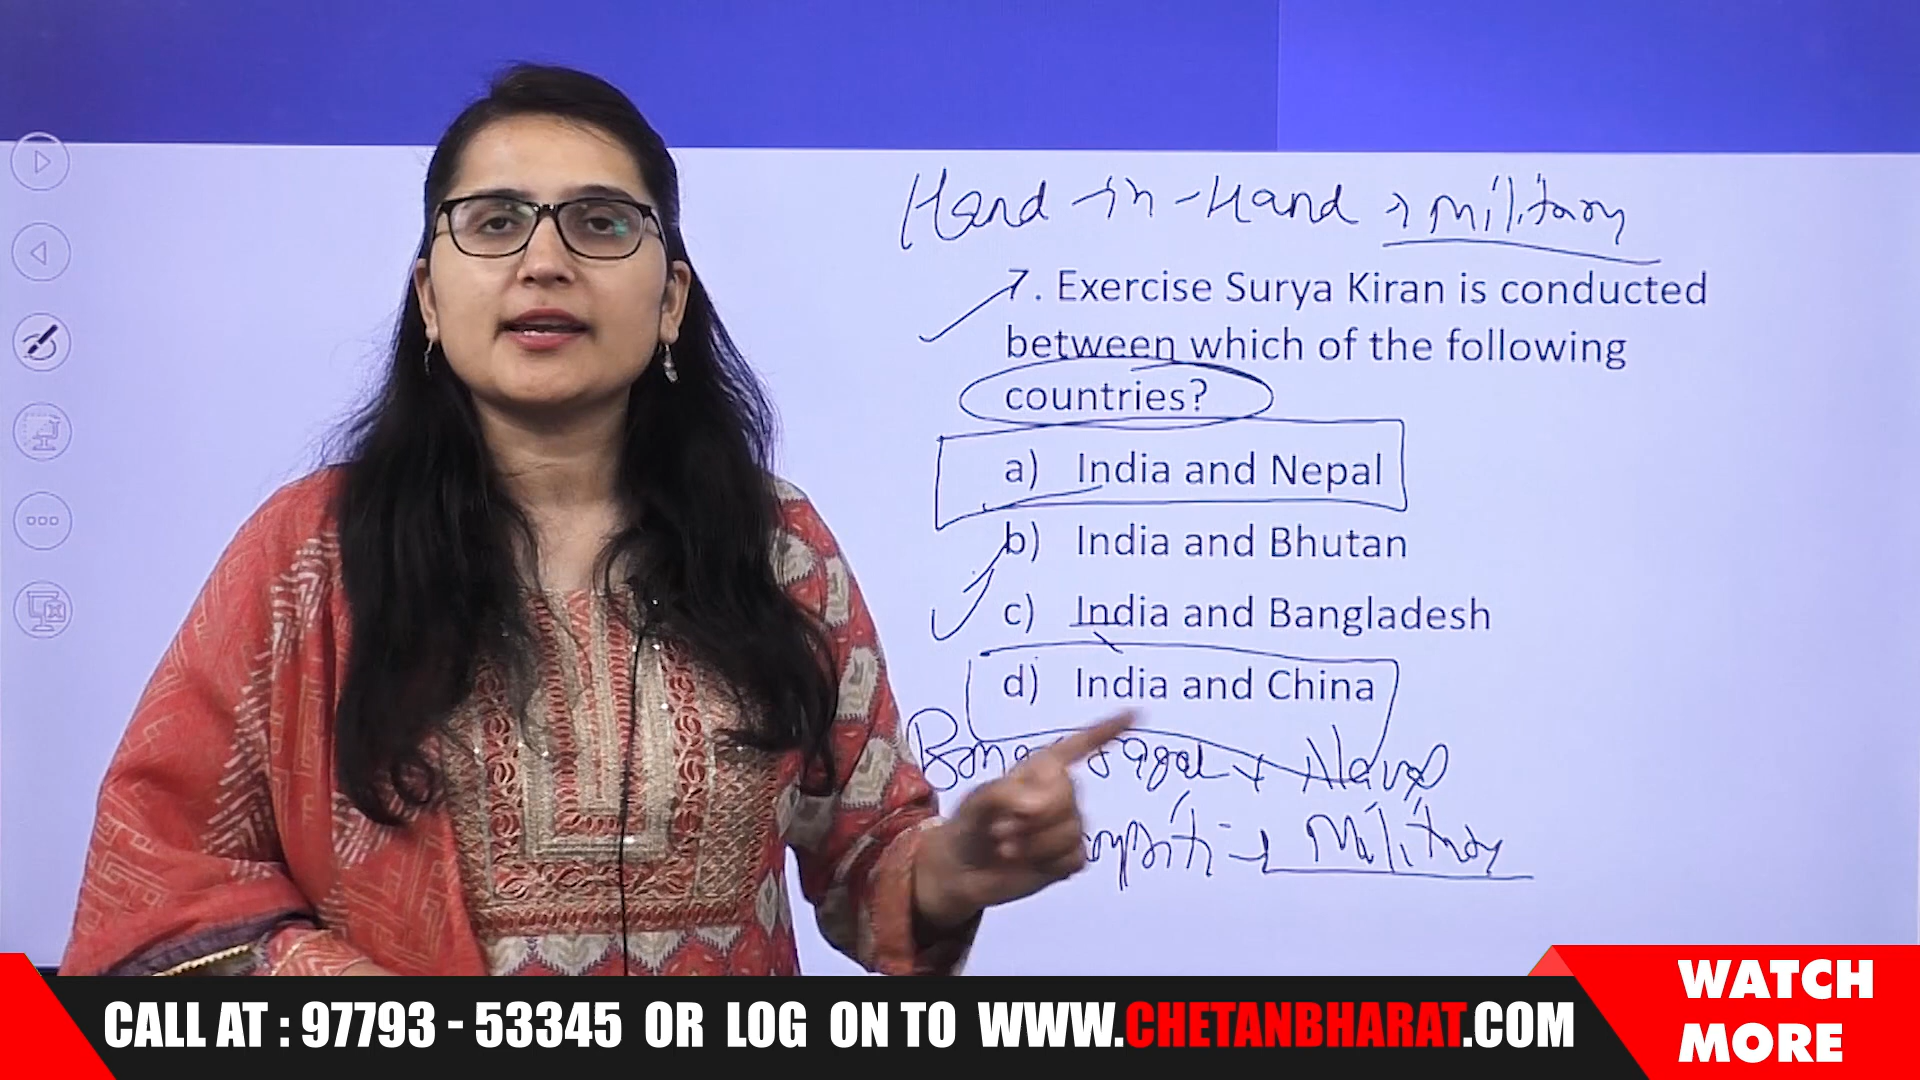 Hand-in-Hand → Military
7. Exercise Surya Kiran is conducted
between which of the following
countries?
a) India and Nepal
b) India and Bhutan
c) India and Bangladesh
d) India and China
Military
CALL AT : 97793 - 53345 OR LOG ON TO WWW.CHETANBHARAT.COM
WATCH
MORE